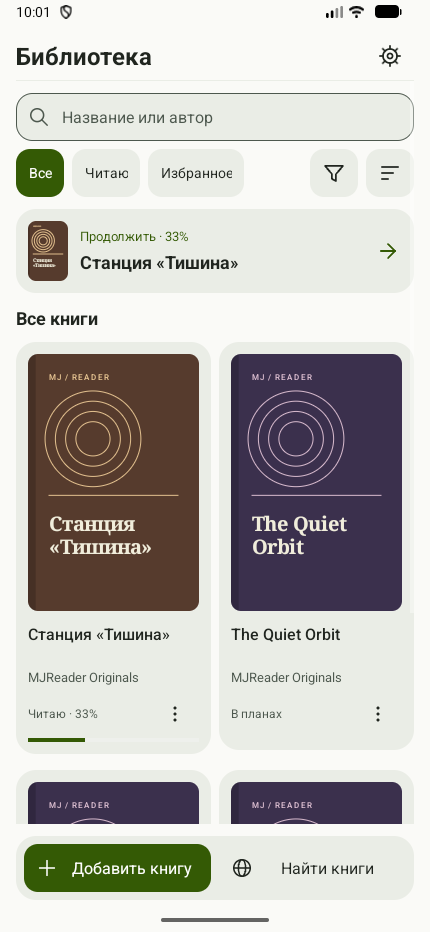 10:01
Библиотека
Название или автор
Все
Читаю
Избранное
Продолжить · 33%
Станция «Тишина»
Станция
«Тишина»
Все книги
MJ / READER
Станция
«Тишина»
MJ / READER
The Quiet
Orbit
Станция «Тишина»
The Quiet Orbit
MJReader Originals
MJReader Originals
Читаю · 33%
В планах
MJ / READER
MJ / READER
Добавить книгу
Найти книги